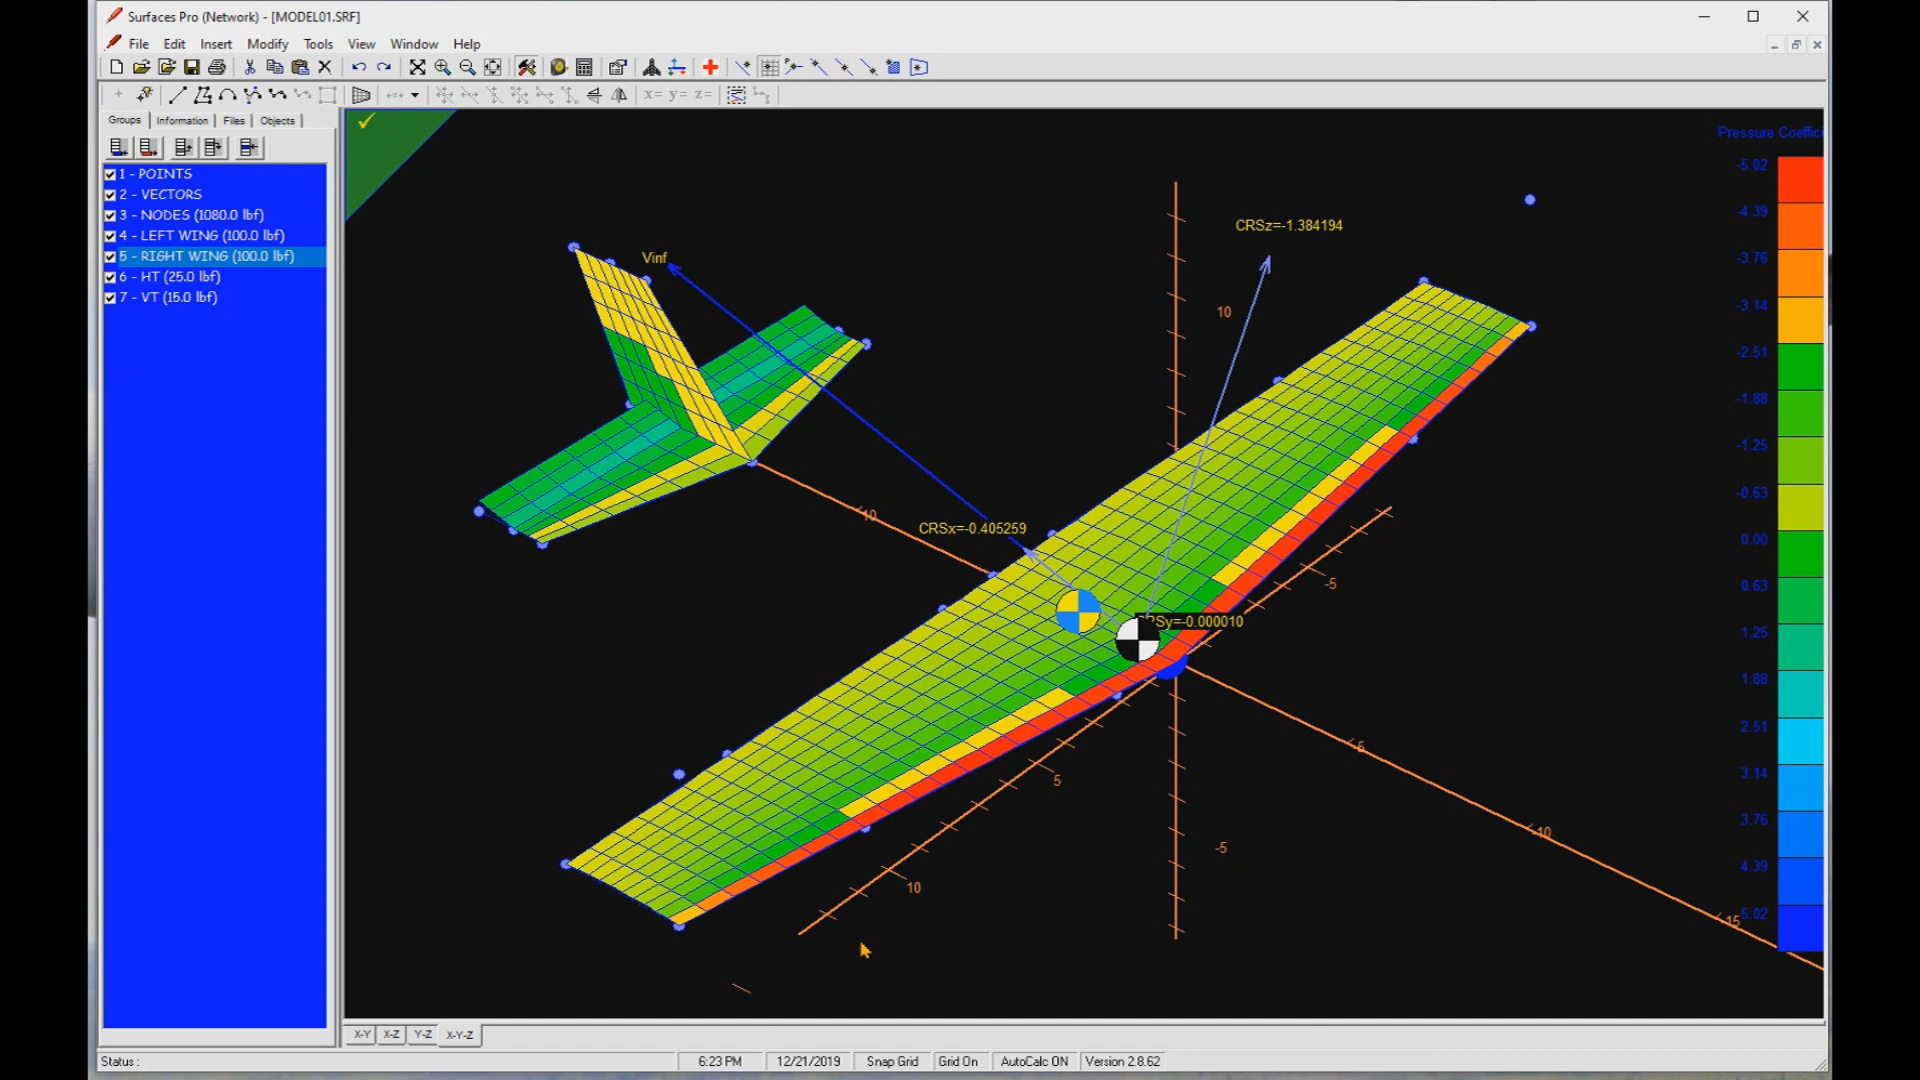 Surfaces Pro (Network) - [MODEL01.SRF]
File Edit Insert Modify Tools View Window Help
x= y= z=
Groups Information Files Objects
1 - POINTS
2 - VECTORS
3 - NODES (1080.0 lbf)
4 - LEFT WING (100.0 lbf)
5 - RIGHT WING (100.0 lbf)
6 - HT (25.0 lbf)
7 - VT (15.0 lbf)
Vinf
CRSz=-1.384194
10
CRSx=-0.405259
10
-5
CRSy=-0.000010
5
-5
10
-5
-10
-15
Pressure Coeffic
-5.02
-4.39
-3.76
-3.14
-2.51
-1.88
-1.25
-0.63
0.00
0.63
1.25
1.88
2.51
3.14
3.76
4.39
5.02
X-Y X-Z Y-Z X-Y-Z
Status : 6:23 PM 12/21/2019 Snap Grid Grid On AutoCalc ON Version 2.8.62